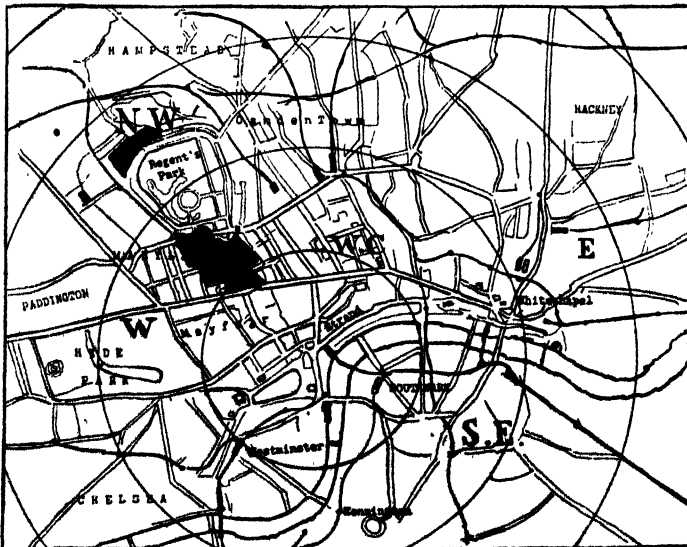 HAMPSTEAD
N.W.
Camden Town
HACKNEY
Regent's
Park
W.C.
E
PADDINGTON
Whitechapel
W
Mayfair
Strand
HYDE
PARK
SOUTHWARK
S.E.
Westminster
CHELSEA
Kennington